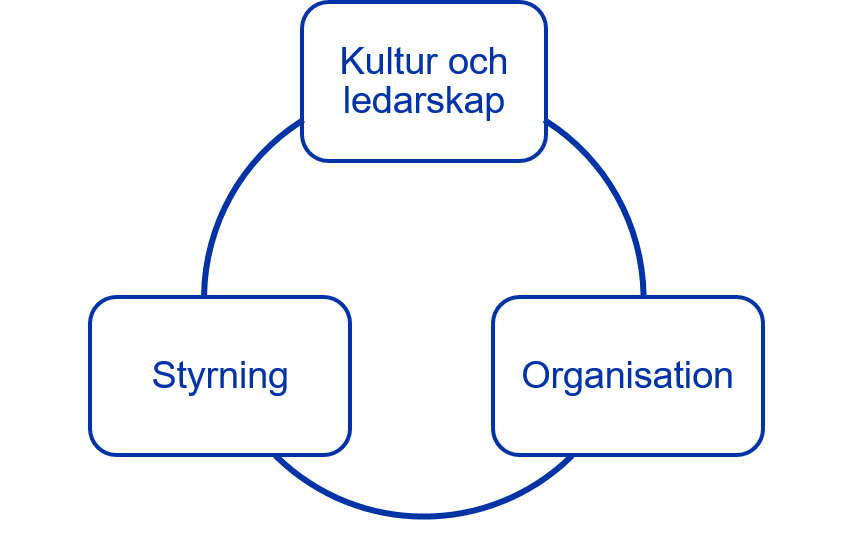 Kultur och
ledarskap
Styrning
Organisation